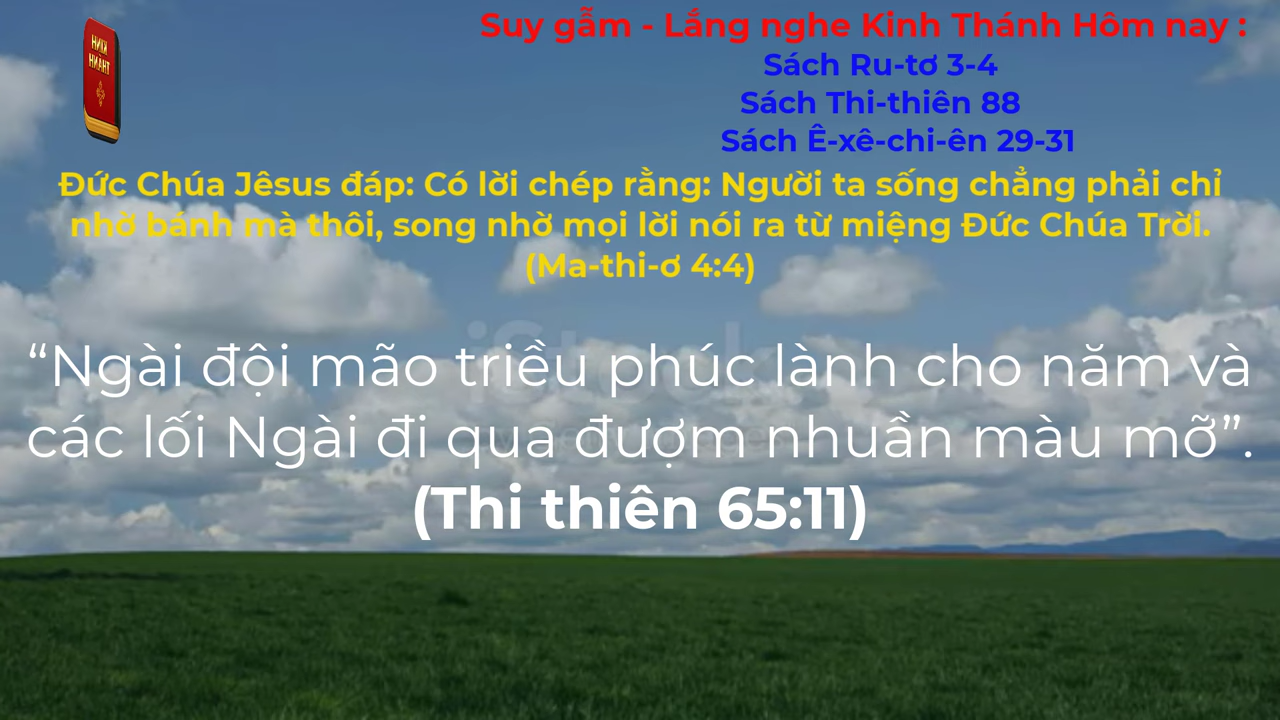 Suy gẫm - Lắng nghe Kinh Thánh Hôm nay :
Sách Ru-tơ 3-4
Sách Thi-thiên 88
Sách Ê-xê-chi-ên 29-31
KINH
THÁNH
Đức Chúa Jêsus đáp: Có lời chép rằng: Người ta sống chẳng phải chỉ
nhờ bánh mà thôi, song nhờ mọi lời nói ra từ miệng Đức Chúa Trời.
(Ma-thi-ơ 4:4)
iStock
“Ngài đội mão triều phúc lành cho năm và
các lối Ngài đi qua đượm nhuần màu mỡ”.
(Thi thiên 65:11)